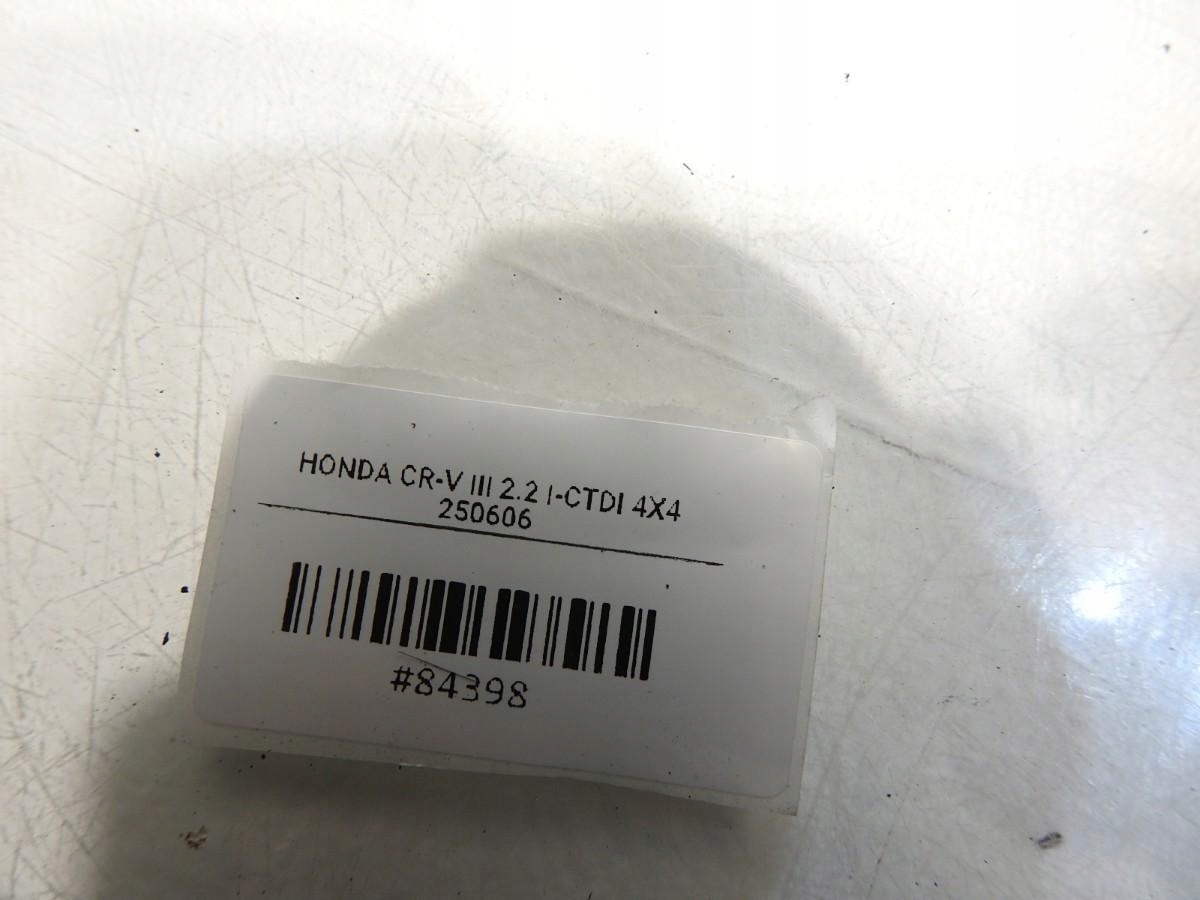 HONDA CR-V III 2.2 I-CTDI 4X4
250606
#84398